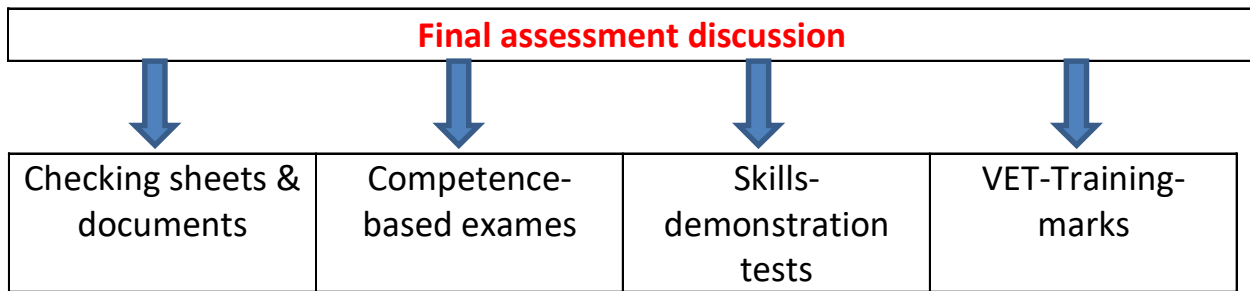 Final assessment discussion
Checking sheets &
documents
Competence-
based exames
Skills-
demonstration
tests
VET-Training-
marks